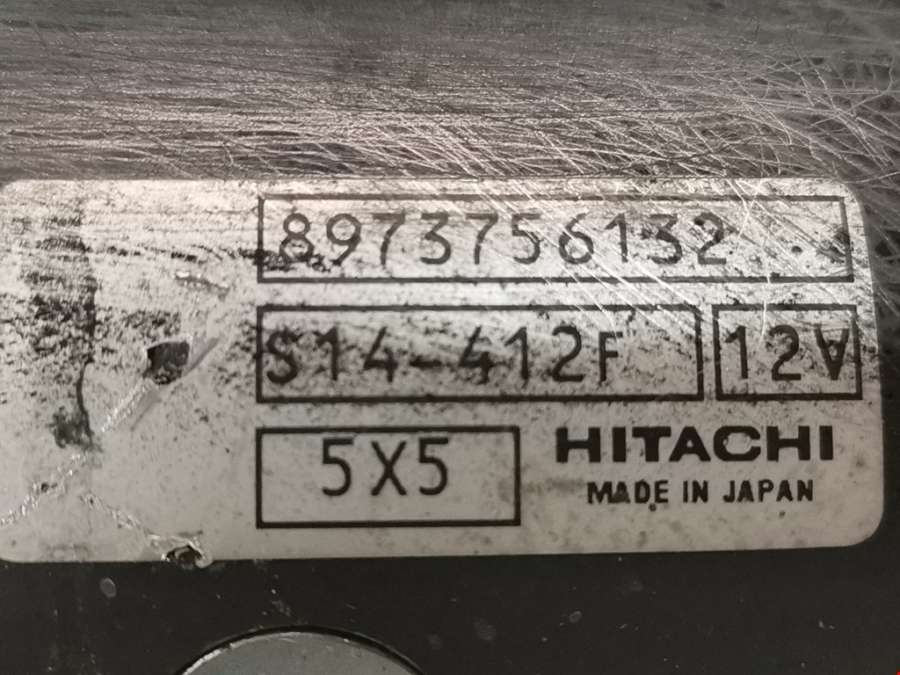 8973756132
S14-412F 12V
5X5 HITACHI
MADE IN JAPAN